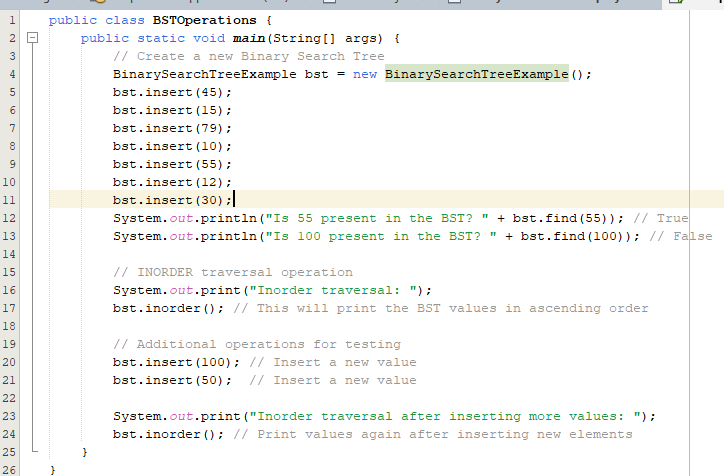 1 public class BSTOperations {
2 public static void main(String[] args) {
3 // Create a new Binary Search Tree
4 BinarySearchTreeExample bst = new BinarySearchTreeExample();
5 bst.insert(45);
6 bst.insert(15);
7 bst.insert(79);
8 bst.insert(10);
9 bst.insert(55);
10 bst.insert(12);
11 bst.insert(30);
12 System.out.println("Is 55 present in the BST? " + bst.find(55)); // True
13 System.out.println("Is 100 present in the BST? " + bst.find(100)); // False
14
15 // INORDER traversal operation
16 System.out.print("Inorder traversal: ");
17 bst.inorder(); // This will print the BST values in ascending order
18
19 // Additional operations for testing
20 bst.insert(100); // Insert a new value
21 bst.insert(50);  // Insert a new value
22
23 System.out.print("Inorder traversal after inserting more values: ");
24 bst.inorder(); // Print values again after inserting new elements
25 }
26 }